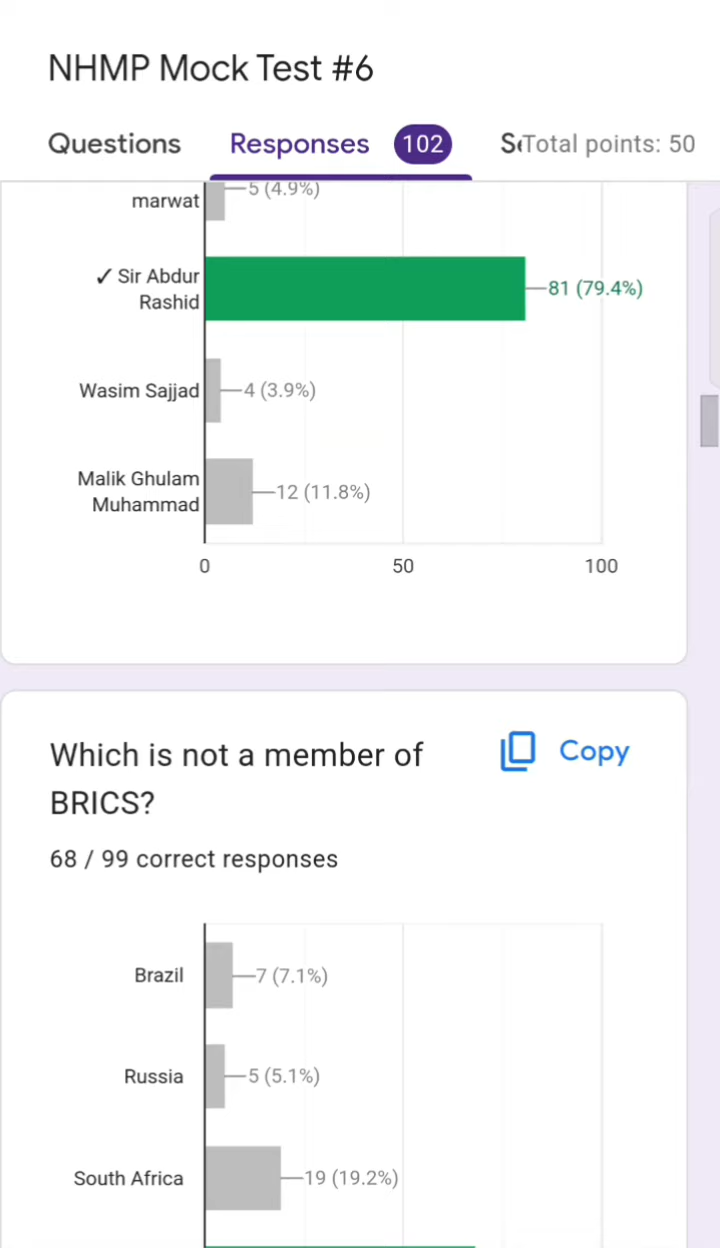 NHMP Mock Test #6
Questions Responses 102 Total points: 50
marwat 5 (4.9%)
✓ Sir Abdur
Rashid
81 (79.4%)
Wasim Sajjad 4 (3.9%)
Malik Ghulam
Muhammad
12 (11.8%)
0 50 100
Which is not a member of
BRICS?
Copy
68 / 99 correct responses
Brazil 7 (7.1%)
Russia 5 (5.1%)
South Africa 19 (19.2%)